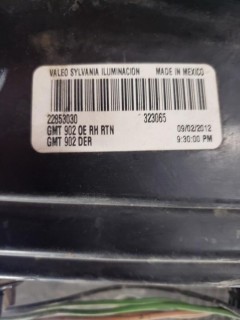 VALEO SYLVANIA ILUMINACION MADE IN MEXICO
22853030 323065
GMT 902 OE RH RTN 09/02/2012
GMT 902 DER 9:30:00 PM